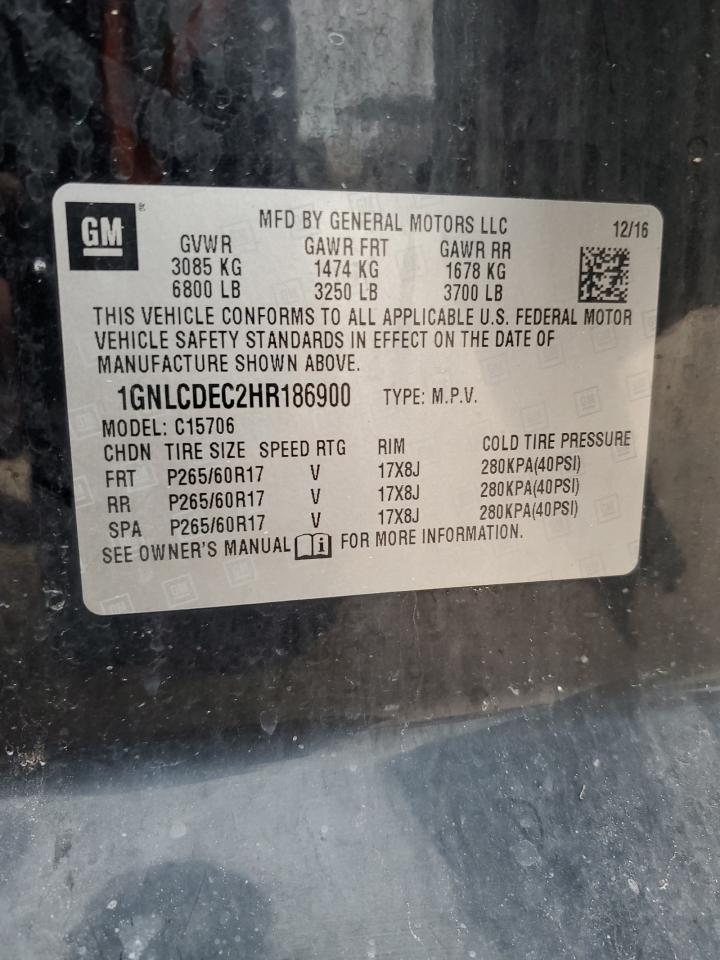 GM
MFD BY GENERAL MOTORS LLC 12/16
GVWR GAWR FRT GAWR RR
3085 KG 1474 KG 1678 KG
6800 LB 3250 LB 3700 LB
THIS VEHICLE CONFORMS TO ALL APPLICABLE U.S. FEDERAL MOTOR
VEHICLE SAFETY STANDARDS IN EFFECT ON THE DATE OF
MANUFACTURE SHOWN ABOVE.
1GNLCDEC2HR186900 TYPE: M.P.V.
MODEL: C15706
CHDN TIRE SIZE SPEED RTG RIM COLD TIRE PRESSURE
FRT P265/60R17 V 17X8J 280KPA(40PSI)
RR P265/60R17 V 17X8J 280KPA(40PSI)
SPA P265/60R17 V 17X8J 280KPA(40PSI)
SEE OWNER'S MANUAL FOR MORE INFORMATION.